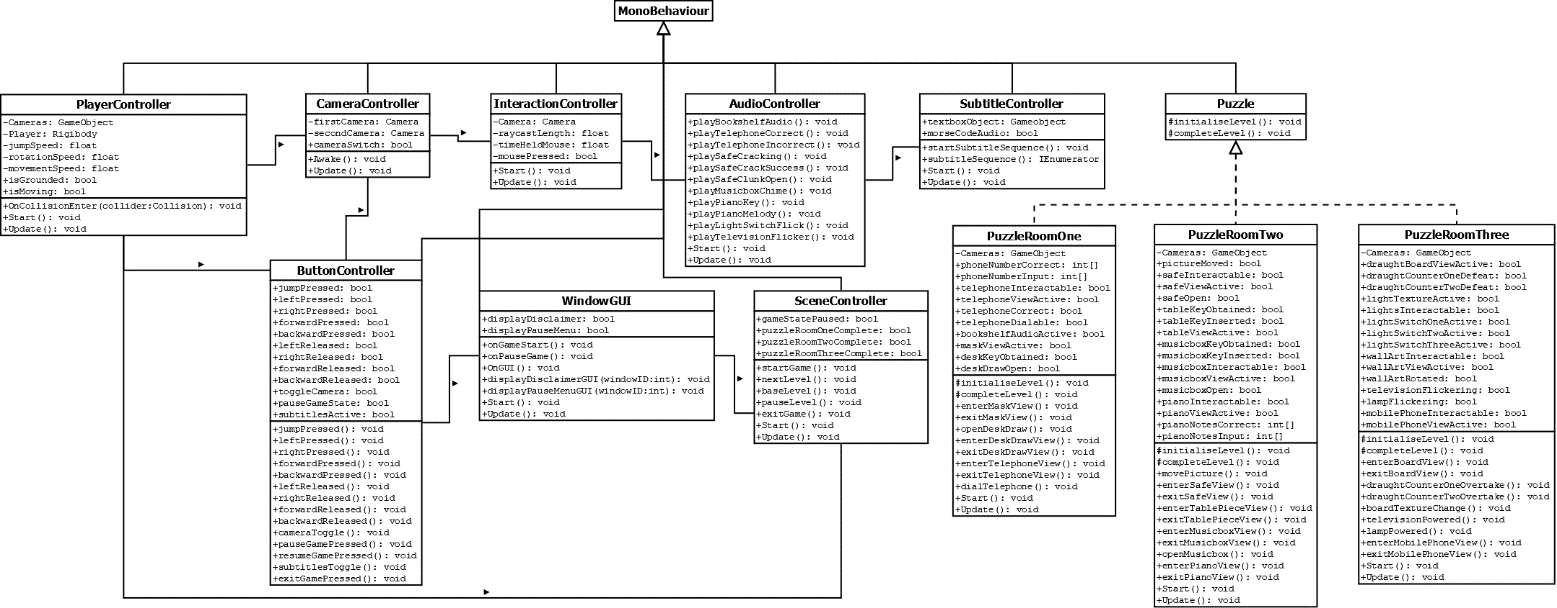 MonoBehaviour
PlayerController
-Cameras: GameObject
-Player: Rigibody
-jumpSpeed: float
-rotationSpeed: float
-movementSpeed: float
+isGrounded: bool
+isMoving: bool
+OnCollisionEnter(collider:Collision): void
+Start(): void
+Update(): void
CameraController
-firstCamera: Camera
-secondCamera: Camera
+cameraSwitch: bool
+Awake(): void
+Update(): void
InteractionController
-Camera: Camera
-raycastLength: float
-timeHeldMouse: float
-mousePressed: bool
+Start(): void
+Update(): void
AudioController
+playBookshelfAudio(): void
+playTelephoneCorrect(): void
+playTelephoneIncorrect(): void
+playSafeCracking(): void
+playSafeCrackSuccess(): void
+playSafeClunkOpen(): void
+playMusicboxChime(): void
+playPianoKey(): void
+playPianoMelody(): void
+playLightSwitchFlick(): void
+playTelevisionFlicker(): void
+Start(): void
+Update(): void
SubtitleController
+textboxObject: Gameobject
+morseCodeAudio: bool
+startSubtitleSequence(): void
+subtitleSequence(): IEnumerator
+Start(): void
+Update(): void
Puzzle
#initialiseLevel(): void
#completeLevel(): void
ButtonController
+jumpPressed: bool
+leftPressed: bool
+rightPressed: bool
+forwardPressed: bool
+backwardPressed: bool
+leftReleased: bool
+rightReleased: bool
+forwardReleased: bool
+backwardReleased: bool
+toggleCamera: bool
+pauseGameState: bool
+subtitlesActive: bool
+jumpPressed(): void
+leftPressed(): void
+rightPressed(): void
+forwardPressed(): void
+backwardPressed(): void
+leftReleased(): void
+rightReleased(): void
+forwardReleased(): void
+backwardReleased(): void
+cameraToggle(): void
+pauseGamePressed(): void
+resumeGamePressed(): void
+subtitlesToggle(): void
+exitGamePressed(): void
WindowGUI
+displayDisclaimer: bool
+displayPauseMenu: bool
+onGameStart(): void
+onPauseGame(): void
+OnGUI(): void
+displayDisclaimerGUI(windowID:int): void
+displayPauseMenuGUI(windowID:int): void
+Start(): void
+Update(): void
SceneController
+gameStatePaused: bool
+puzzleRoomOneComplete: bool
+puzzleRoomTwoComplete: bool
+puzzleRoomThreeComplete: bool
+startGame(): void
+nextLevel(): void
+baseLevel(): void
+pauseLevel(): void
+exitGame(): void
+Start(): void
+Update(): void
PuzzleRoomOne
-Cameras: GameObject
+phoneNumberCorrect: int[]
+phoneNumberInput: int[]
+telephoneInteractable: bool
+telephoneViewActive: bool
+telephoneCorrect: bool
+telephoneDialable: bool
+bookshelfAudioActive: bool
+maskViewActive: bool
+deskKeyObtained: bool
+deskDrawOpen: bool
#initialiseLevel(): void
#completeLevel(): void
+enterMaskView(): void
+exitMaskView(): void
+openDeskDraw(): void
+enterDeskDrawView(): void
+exitDeskDrawView(): void
+enterTelephoneView(): void
+exitTelephoneView(): void
+dialTelephone(): void
+Start(): void
+Update(): void
PuzzleRoomTwo
-Cameras: GameObject
+pictureMoved: bool
+safeInteractable: bool
+safeViewActive: bool
+safeOpen: bool
+tableKeyObtained: bool
+tableKeyInserted: bool
+tableViewActive: bool
+musicboxKeyObtained: bool
+musicboxKeyInserted: bool
+musicboxInteractable: bool
+musicboxViewActive: bool
+musicboxOpen: bool
+pianoInteractable: bool
+pianoViewActive: bool
+pianoNotesCorrect: int[]
+pianoNotesInput: int[]
#initialiseLevel(): void
#completeLevel(): void
+movePicture(): void
+enterSafeView(): void
+exitSafeView(): void
+enterTablePieceView(): void
+exitTablePieceView(): void
+enterMusicboxView(): void
+exitMusicboxView(): void
+openMusicbox(): void
+enterPianoView(): void
+exitPianoView(): void
+Start(): void
+Update(): void
PuzzleRoomThree
-Cameras: GameObject
+draughtBoardViewActive: bool
+draughtCounterOneDefeat: bool
+draughtCounterTwoDefeat: bool
+lightTextureActive: bool
+lightsInteractable: bool
+lightSwitchOneActive: bool
+lightSwitchTwoActive: bool
+lightSwitchThreeActive: bool
+wallArtInteractable: bool
+wallArtViewActive: bool
+wallArtRotated: bool
+televisionFlickering: bool
+lampFlickering: bool
+mobilePhoneInteractable: bool
+mobilePhoneViewActive: bool
#initialiseLevel(): void
#completeLevel(): void
+enterBoardView(): void
+exitBoardView(): void
+draughtCounterOneOvertake(): void
+draughtCounterTwoOvertake(): void
+boardTextureChange(): void
+televisionPowered(): void
+lampPowered(): void
+enterMobilePhoneView(): void
+exitMobilePhoneView(): void
+Start(): void
+Update(): void